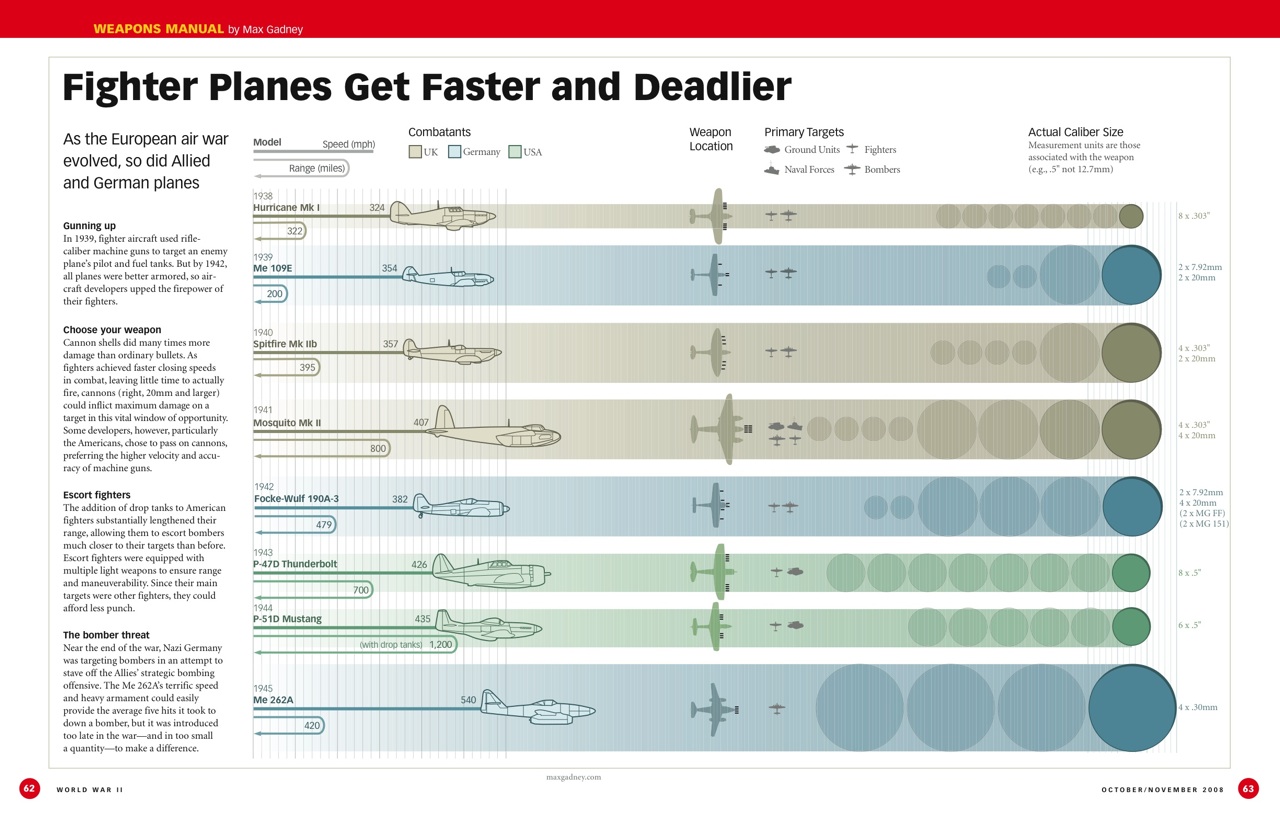 WEAPONS MANUAL by Max Gadney
Fighter Planes Get Faster and Deadlier
As the European air war
evolved, so did Allied
and German planes
Gunning up
In 1939, fighter aircraft used rifle-
caliber machine guns to target an enemy
plane's pilot and fuel tanks. But by 1942,
all planes were better armored, so air-
craft developers upped the firepower of
their fighters.
Choose your weapon
Cannon shells did many times more
damage than ordinary bullets. As
fighters achieved faster closing speeds
in combat, leaving little time to actually
fire, cannons (right, 20mm and larger)
could inflict maximum damage on a
target in this vital window of opportunity.
Some developers, however, particularly
the Americans, chose to pass on cannons,
preferring the higher velocity and accu-
racy of machine guns.
Escort fighters
The addition of drop tanks to American
fighters substantially lengthened their
range, allowing them to escort bombers
much closer to their targets than before.
Escort fighters were equipped with
multiple light weapons to ensure range
and maneuverability. Since their main
targets were other fighters, they could
afford less punch.
The bomber threat
Near the end of the war, Nazi Germany
was targeting bombers in an attempt to
stave off the Allies' strategic bombing
offensive. The Me 262A's terrific speed
and heavy armament could easily
provide the average five hits it took to
down a bomber, but it was introduced
too late in the war—and in too small
a quantity—to make a difference.
Model
Speed (mph)
Range (miles)
Combatants
UK Germany USA
Weapon
Location
Primary Targets
Ground Units Fighters
Naval Forces Bombers
Actual Caliber Size
Measurement units are those
associated with the weapon
(e.g., .5" not 12.7mm)
1938
Hurricane Mk I 324
322
8 x .303"
1939
Me 109E 354
200
2 x 7.92mm
2 x 20mm
1940
Spitfire Mk IIb 357
395
4 x .303"
2 x 20mm
1941
Mosquito Mk II 407
800
4 x .303"
4 x 20mm
1942
Focke-Wulf 190A-3 382
479
2 x 7.92mm
4 x 20mm
(2 x MG FF)
(2 x MG 151)
1943
P-47D Thunderbolt 426
700
8 x .5"
1944
P-51D Mustang 435
(with drop tanks) 1,200
6 x .5"
1945
Me 262A 540
420
4 x .30mm
maxgadney.com
62 WORLD WAR II
OCTOBER/NOVEMBER 2008 63